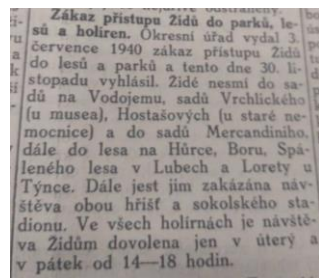 Zákaz přístupu Židů do parků, le-
sů a holíren. Okresní úřad vydal 3.
července 1940 zákaz přístupu Židů
do lesů a parků a tento dne 30. li-
stopadu vyhlásil. Židé nesmí do sa-
dů na Vodojemu, sadů Vrchlického
(u musea), Hostašových (u staré ne-
mocnice) a do sadů Mercandiniho,
dále do lesa na Hůrce, Boru, Spá-
leného lesa v Lubech a Lorety u
Týnce. Dále jest jim zakázána náv-
štěva obou hřišť a sokolského sta-
dionu. Ve všech holírnách je návště-
va Židům dovolena jen v úterý a
v pátek od 14—18 hodin.